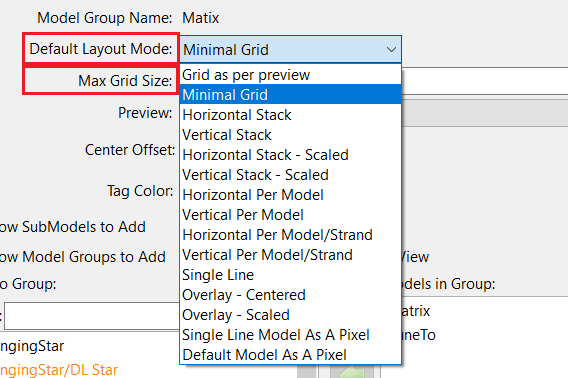 Model Group Name: Matix
Default Layout Mode: Minimal Grid
Max Grid Size:
Grid as per preview
Minimal Grid
Horizontal Stack
Vertical Stack
Horizontal Stack - Scaled
Vertical Stack - Scaled
Horizontal Per Model
Vertical Per Model
Horizontal Per Model/Strand
Vertical Per Model/Strand
Single Line
Overlay - Centered
Overlay - Scaled
Single Line Model As A Pixel
Default Model As A Pixel
Preview:
Center Offset:
Tag Color:
ow SubModels to Add
ow Model Groups to Add
View
o Group:
dels in Group:
:
ngingStar
ngingStar/DL Star
atrix
uneTo